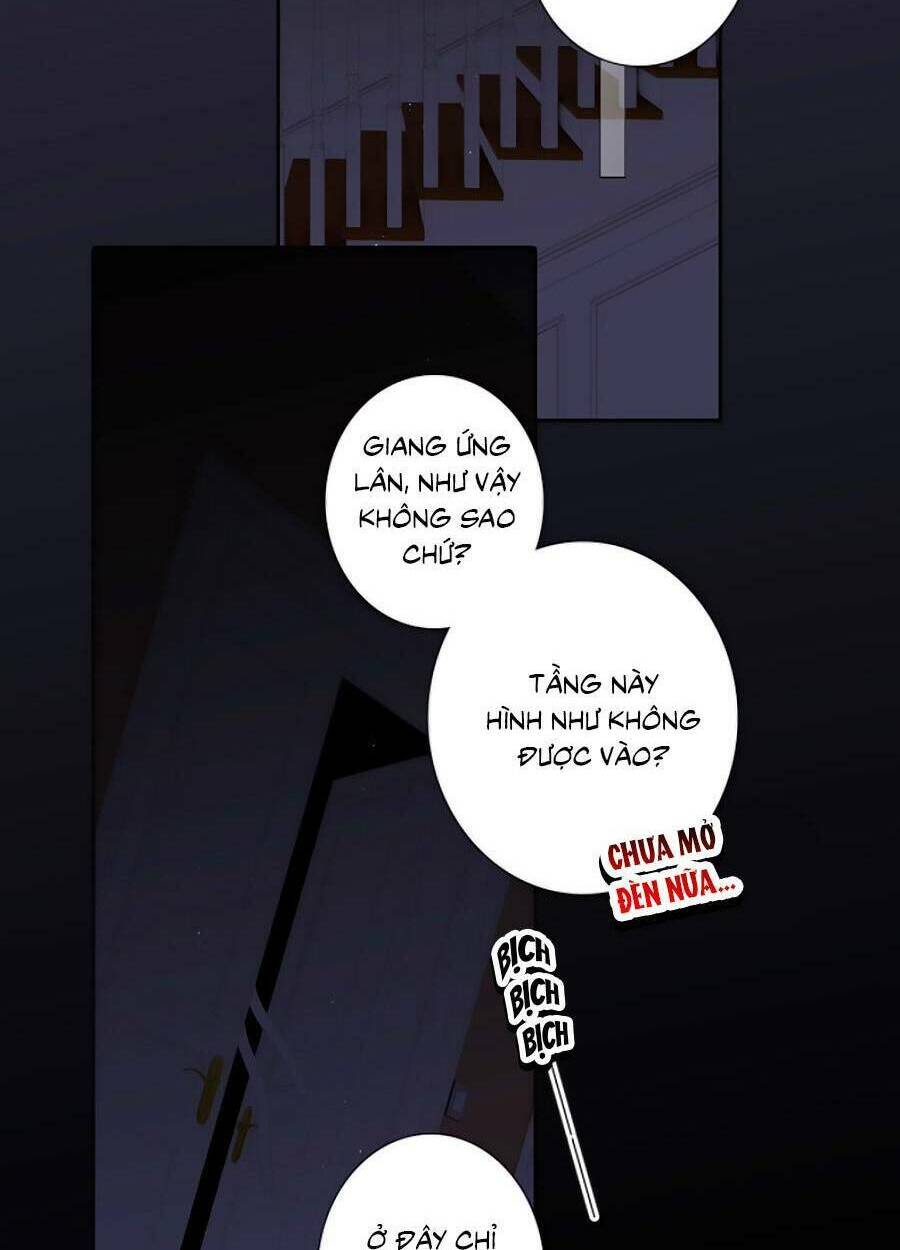 GIANG ỨNG
LÂN, NHƯ VẬY
KHÔNG SAO
CHỨ?
TẦNG NÀY
HÌNH NHƯ KHÔNG
ĐƯỢC VÀO?
CHƯA MỞ
ĐÈN NỮA...
BỊCH
BỊCH
BỊCH
Ở ĐÂY CHỈ